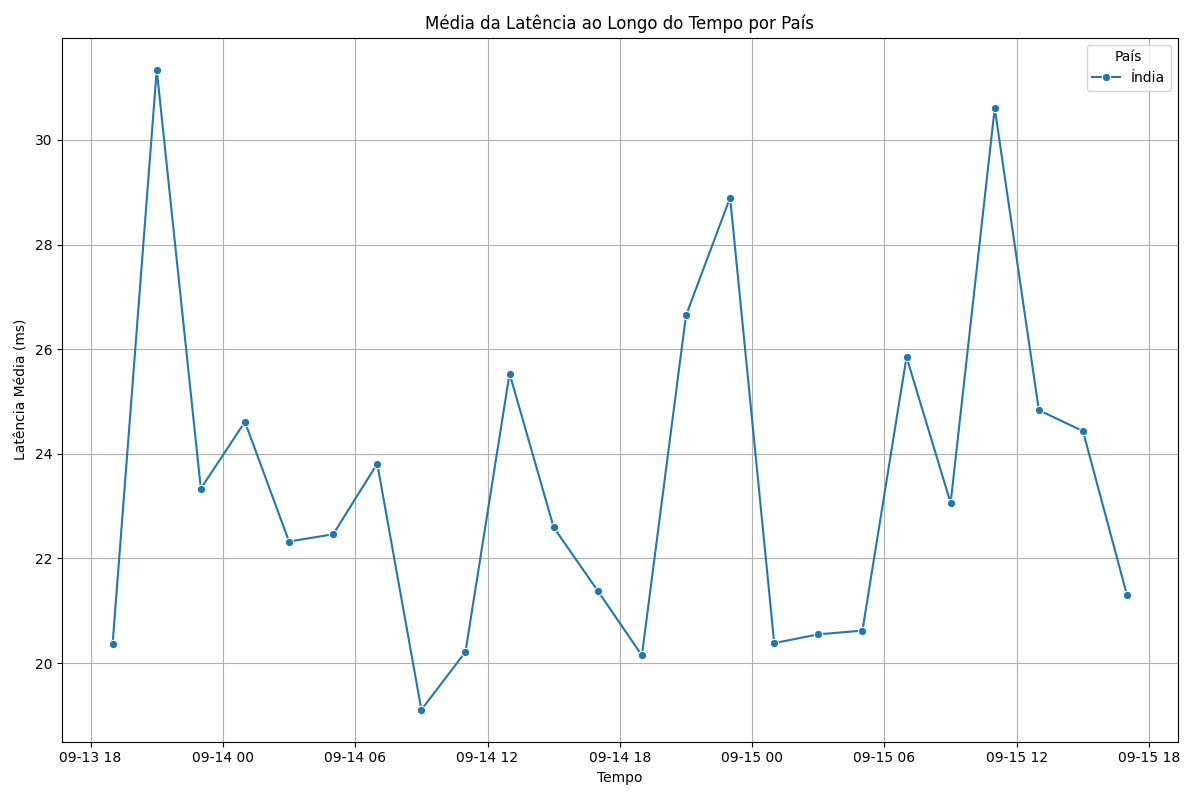 Média da Latência ao Longo do Tempo por País
País
Índia
Latência Média (ms)
30
28
26
24
22
20
09-13 18 09-14 00 09-14 06 09-14 12 09-14 18 09-15 00 09-15 06 09-15 12 09-15 18
Tempo